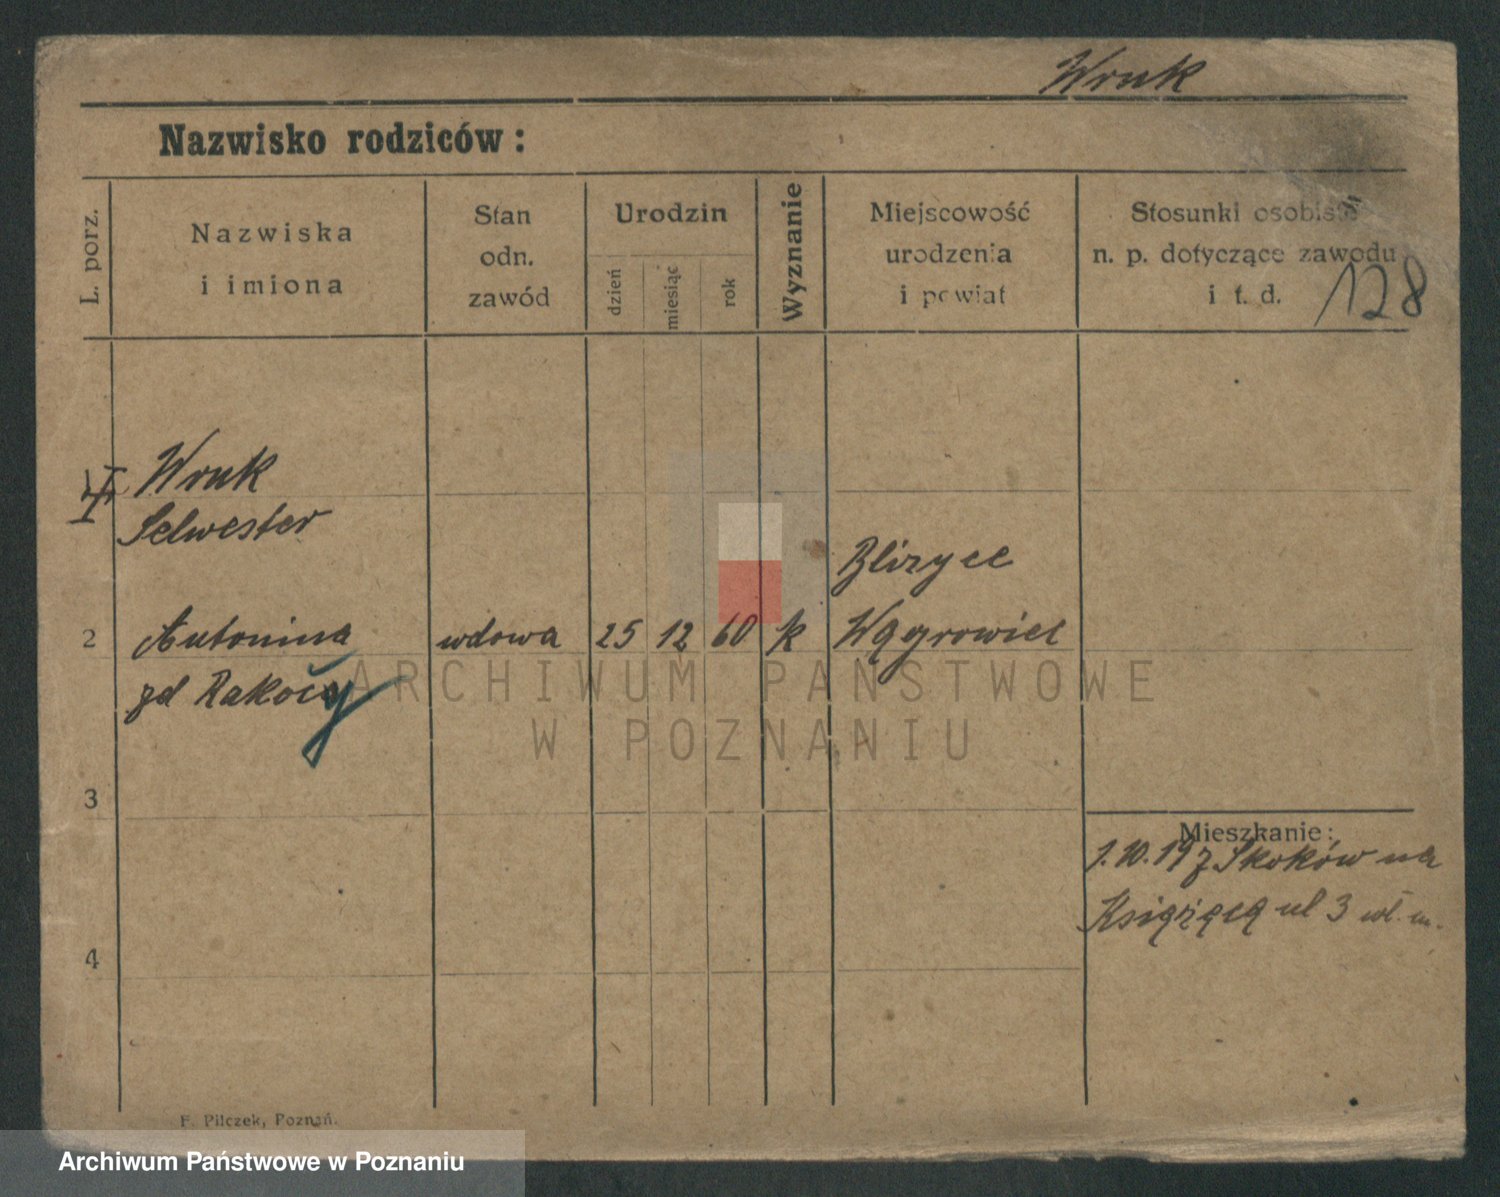 Wruk
Nazwisko rodziców:
L. porz.
Nazwiska
i imiona
Stan
odn.
zawód
Urodzin
dzień
miesiąc
rok
Wyznanie
Miejscowość
urodzenia
i powiat
Stosunki osobiste
n. p. dotyczące zawodu
i t. d.
128
Wruk
Selwester
Blizyce
2 Antonina wdowa 25 12 60 k Wągrowiec
zd Rakoćy
ARCHIWUM PAŃSTWOWE
W POZNANIU
3
Mieszkanie:
1.10.19 z Skoków na
Książęcą ul 3 wł. m.
4
F. Pilczek, Poznań.
Archiwum Państwowe w Poznaniu